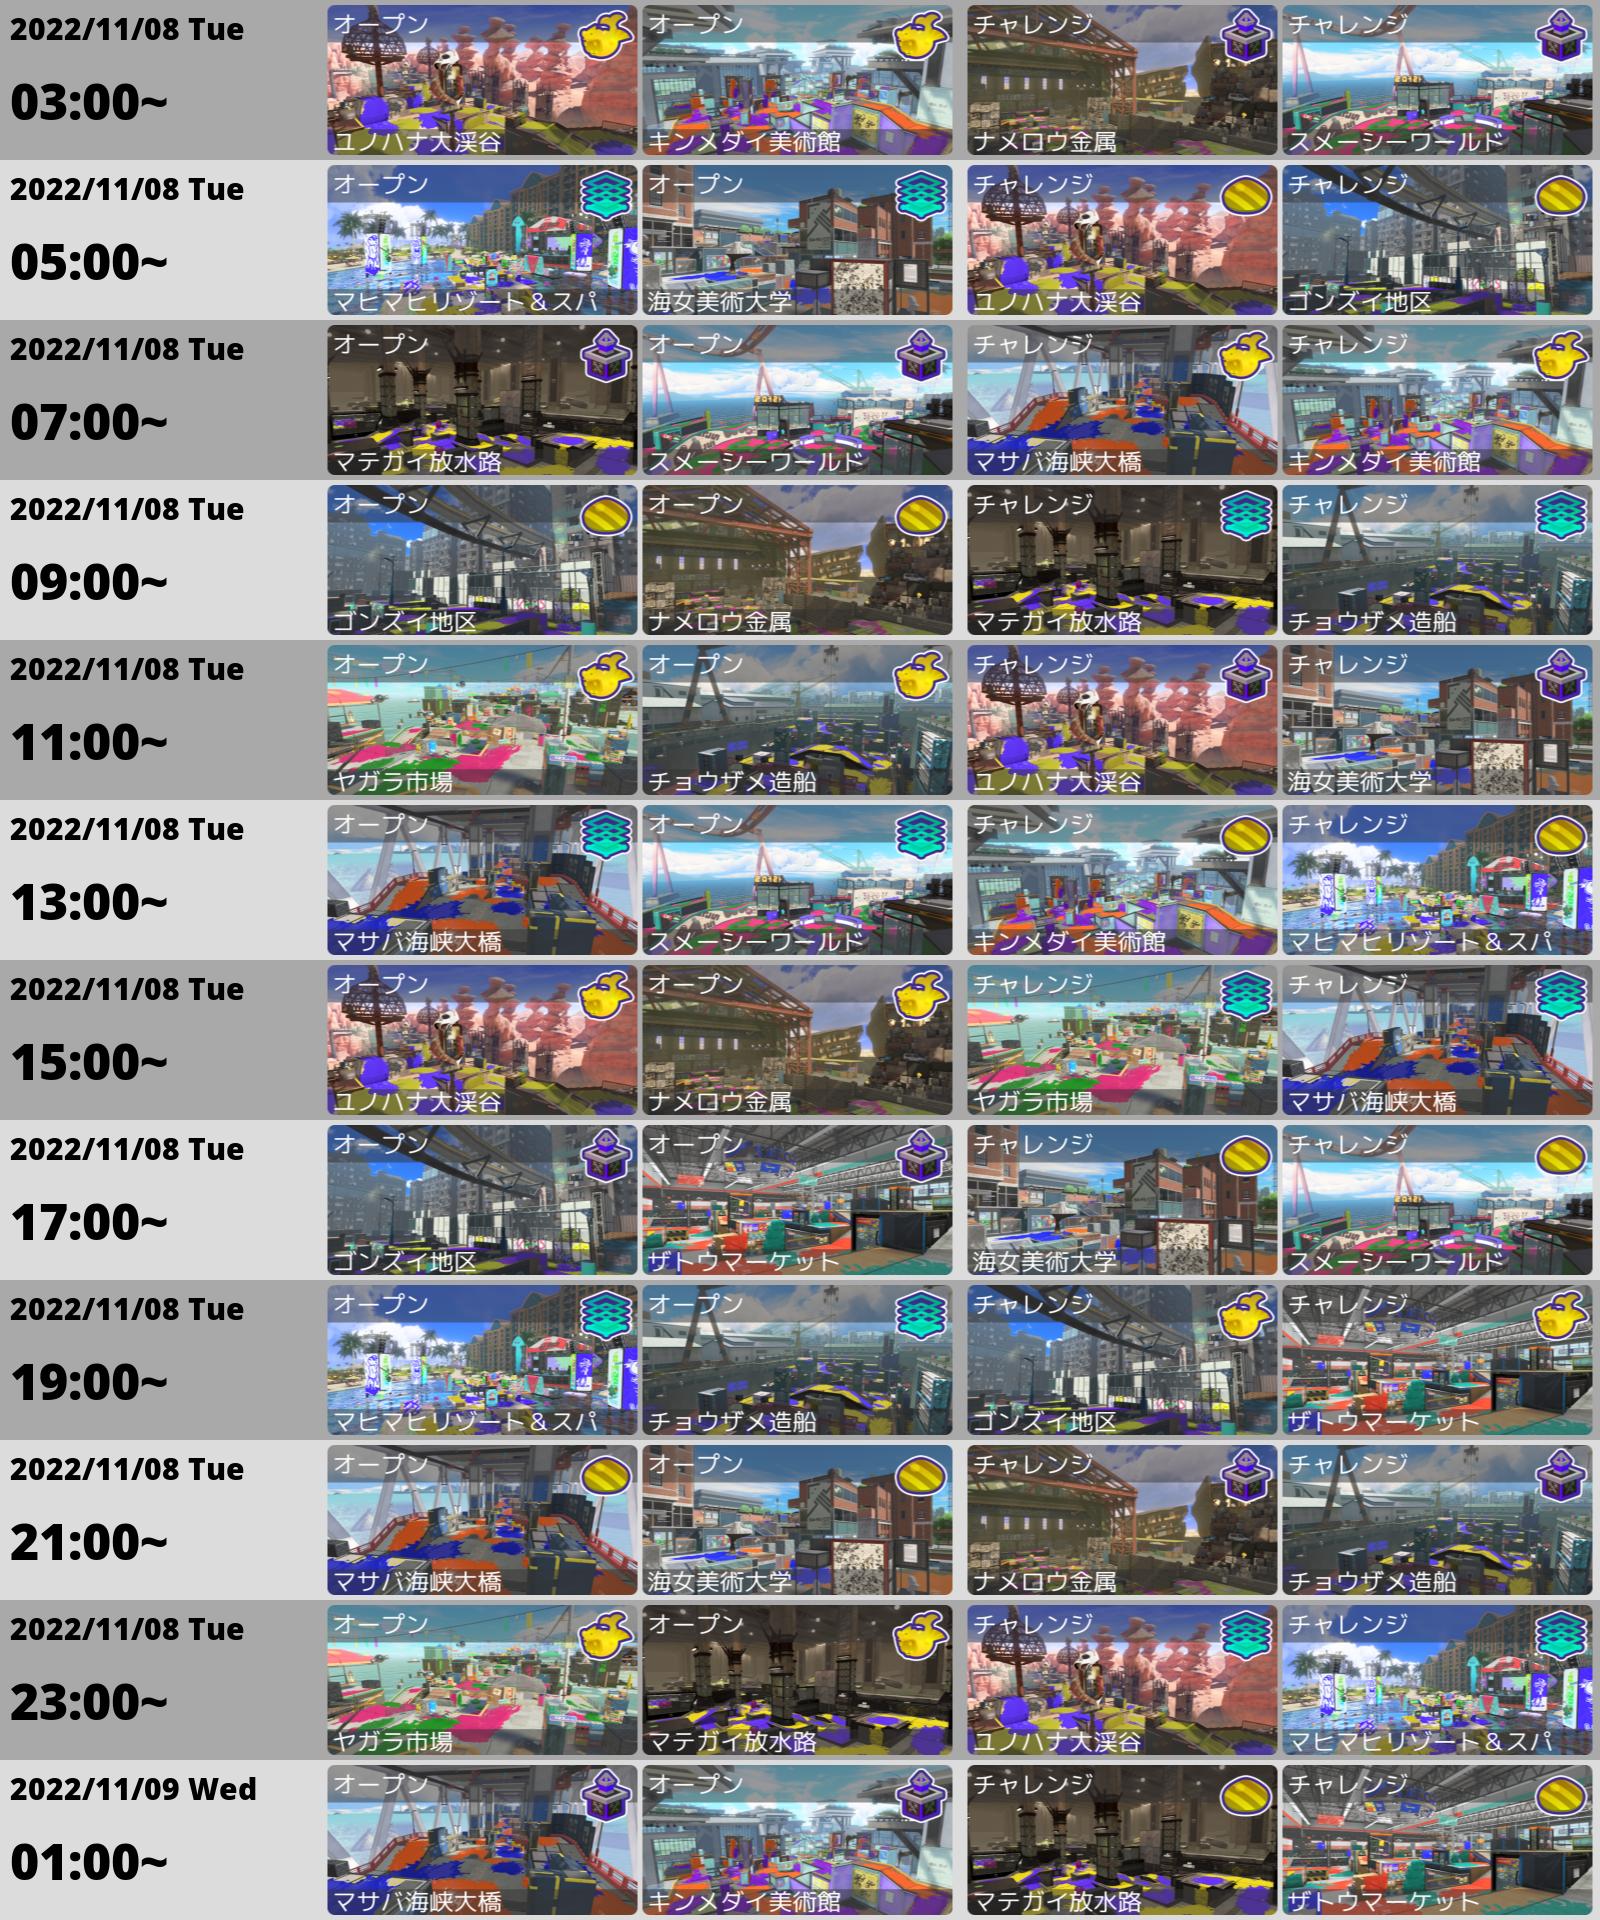 2022/11/08 Tue
03:00~
オープン
ユノハナ大渓谷
オープン
キンメダイ美術館
チャレンジ
ナメロウ金属
チャレンジ
スメーシーワールド
2022/11/08 Tue
05:00~
オープン
マヒマヒリゾート＆スパ
オープン
海女美術大学
チャレンジ
ユノハナ大渓谷
チャレンジ
ゴンズイ地区
2022/11/08 Tue
07:00~
オープン
マテガイ放水路
オープン
スメーシーワールド
チャレンジ
マサバ海峡大橋
チャレンジ
キンメダイ美術館
2022/11/08 Tue
09:00~
オープン
ゴンズイ地区
オープン
ナメロウ金属
チャレンジ
マテガイ放水路
チャレンジ
チョウザメ造船
2022/11/08 Tue
11:00~
オープン
ヤガラ市場
オープン
チョウザメ造船
チャレンジ
ユノハナ大渓谷
チャレンジ
海女美術大学
2022/11/08 Tue
13:00~
オープン
マサバ海峡大橋
オープン
スメーシーワールド
チャレンジ
キンメダイ美術館
チャレンジ
マヒマヒリゾート＆スパ
2022/11/08 Tue
15:00~
オープン
ユノハナ大渓谷
オープン
ナメロウ金属
チャレンジ
ヤガラ市場
チャレンジ
マサバ海峡大橋
2022/11/08 Tue
17:00~
オープン
ゴンズイ地区
オープン
ザトウマーケット
チャレンジ
海女美術大学
チャレンジ
スメーシーワールド
2022/11/08 Tue
19:00~
オープン
マヒマヒリゾート＆スパ
オープン
チョウザメ造船
チャレンジ
ゴンズイ地区
チャレンジ
ザトウマーケット
2022/11/08 Tue
21:00~
オープン
マサバ海峡大橋
オープン
海女美術大学
チャレンジ
ナメロウ金属
チャレンジ
チョウザメ造船
2022/11/08 Tue
23:00~
オープン
ヤガラ市場
オープン
マテガイ放水路
チャレンジ
ユノハナ大渓谷
チャレンジ
マヒマヒリゾート＆スパ
2022/11/09 Wed
01:00~
オープン
マサバ海峡大橋
オープン
キンメダイ美術館
チャレンジ
マテガイ放水路
チャレンジ
ザトウマーケット